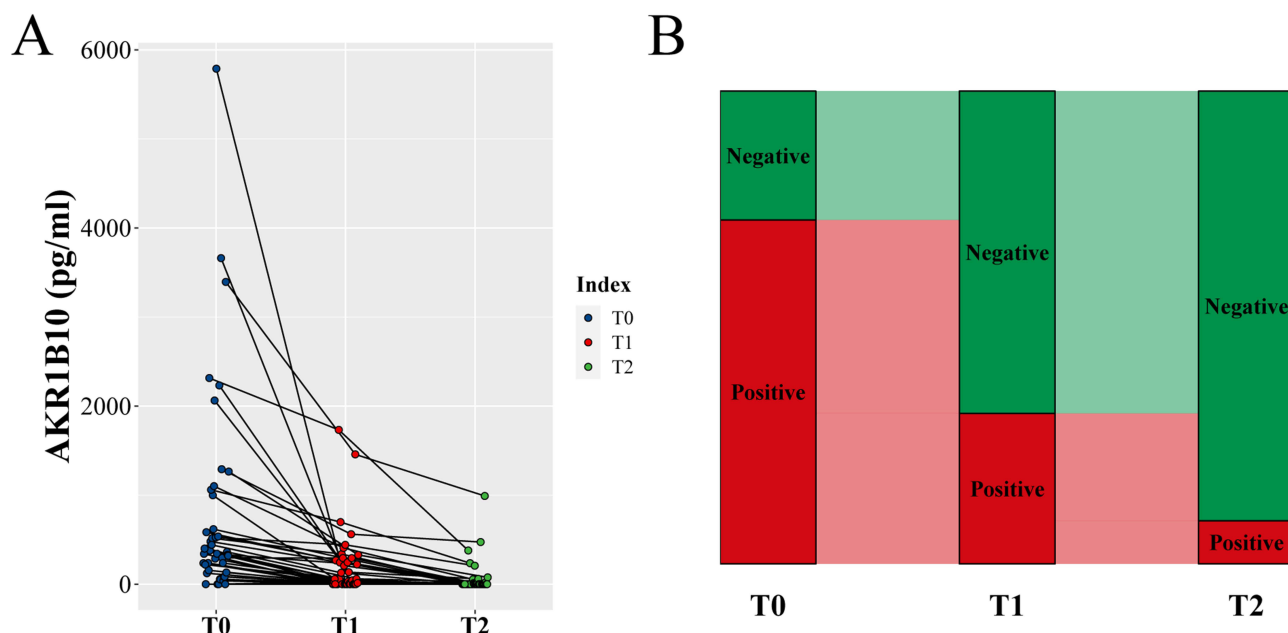 A
AKR1B10 (pg/ml)
6000
4000
2000
0
T0
T1
T2
Index
T0
T1
T2
B
Negative
Positive
Negative
Positive
Negative
Positive
T0
T1
T2